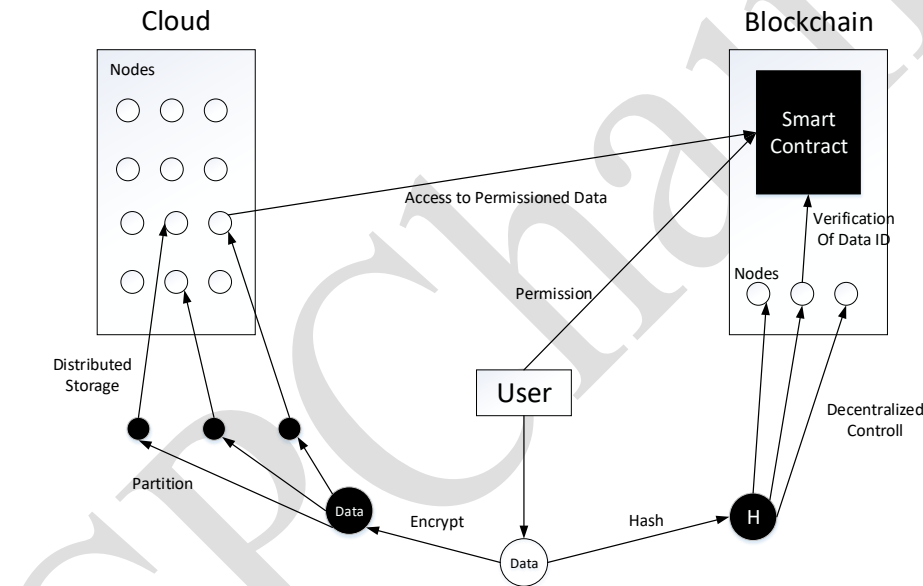 Cloud
Blockchain
Nodes
Smart
Contract
Access to Permissioned Data
Verification
Of Data ID
Nodes
Permission
Distributed
Storage
User
Decentralized
Controll
Partition
Data
Encrypt
Hash
H
Data